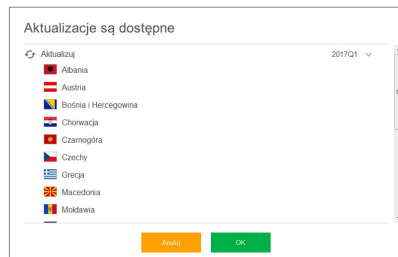 Aktualizacje są dostępne
Aktualizuj 2017Q1
Albania
Austria
Bośnia i Hercegowina
Chorwacja
Czarnogóra
Czechy
Grecja
Macedonia
Mołdawia
Anuluj OK